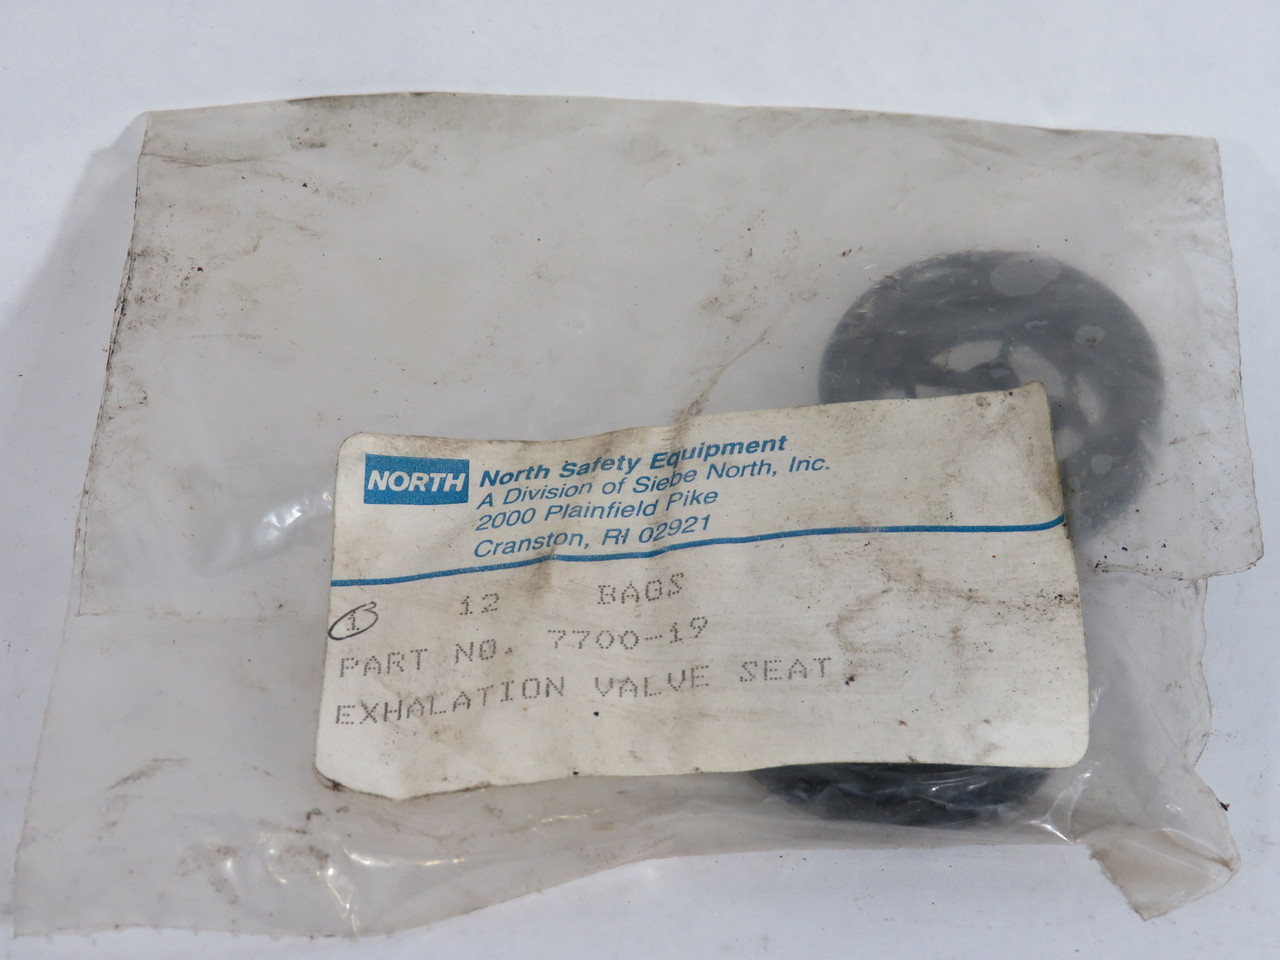 NORTH
North Safety Equipment
A Division of Siebe North, Inc.
2000 Plainfield Pike
Cranston, RI 02921
1 12 BAGS
PART NO. 7700-19
EXHALATION VALVE SEAT